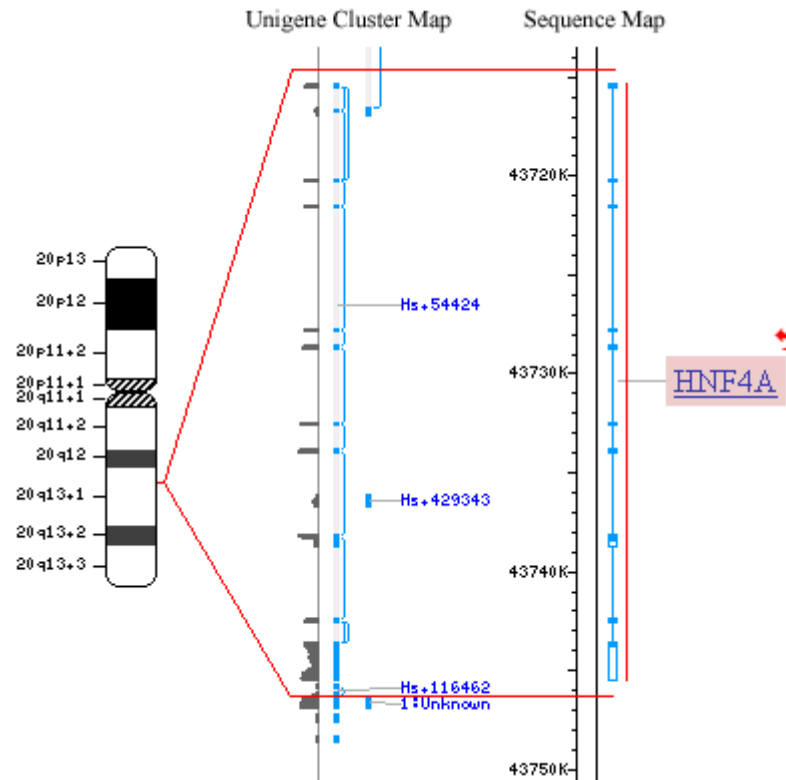 Unigene Cluster Map
Sequence Map
43720K
20p13
20p12
Hs+54424
20p11+2
43730K
20p11+1
HNF4A
20q11+1
20q11+2
20q12
20q13+1
Hs+429343
20q13+2
20q13+3
43740K
Hs+116462
1:Unknown
43750K